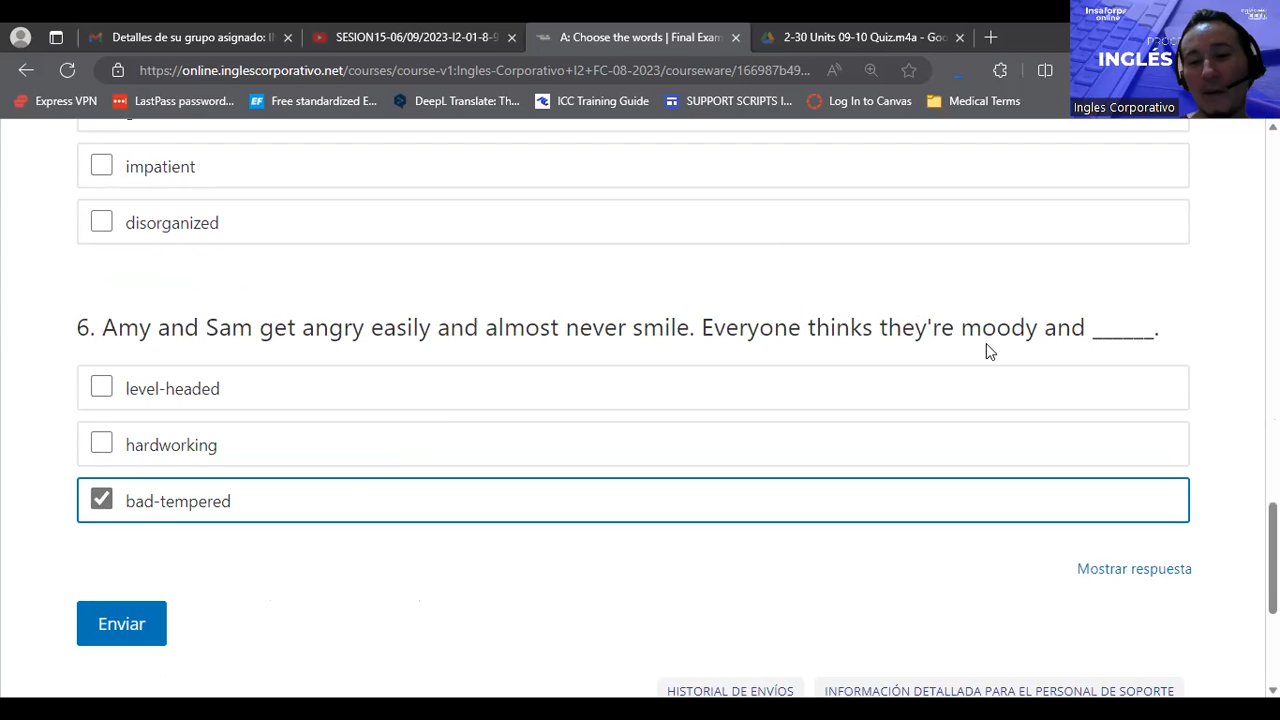 Detalles de su grupo asignado: I
SESION15-06/09/2023-I2-01-8-9
A: Choose the words | Final Exam
2-30 Units 09-10 Quiz.m4a - Goo
https://online.inglescorporativo.net/courses/course-v1:Ingles-Corporativo+I2+FC-08-2023/courseware/166987b49...
Express VPN
LastPass password...
Free standardized E...
DeepL Translate: Th...
ICC Training Guide
SUPPORT SCRIPTS I...
Log In to Canvas
Medical Terms
Insaforp
online
INGLÉS
Ingles Corporativo
impatient
disorganized
6. Amy and Sam get angry easily and almost never smile. Everyone thinks they're moody and ______.
level-headed
hardworking
bad-tempered
Mostrar respuesta
Enviar
HISTORIAL DE ENVÍOS
INFORMACIÓN DETALLADA PARA EL PERSONAL DE SOPORTE